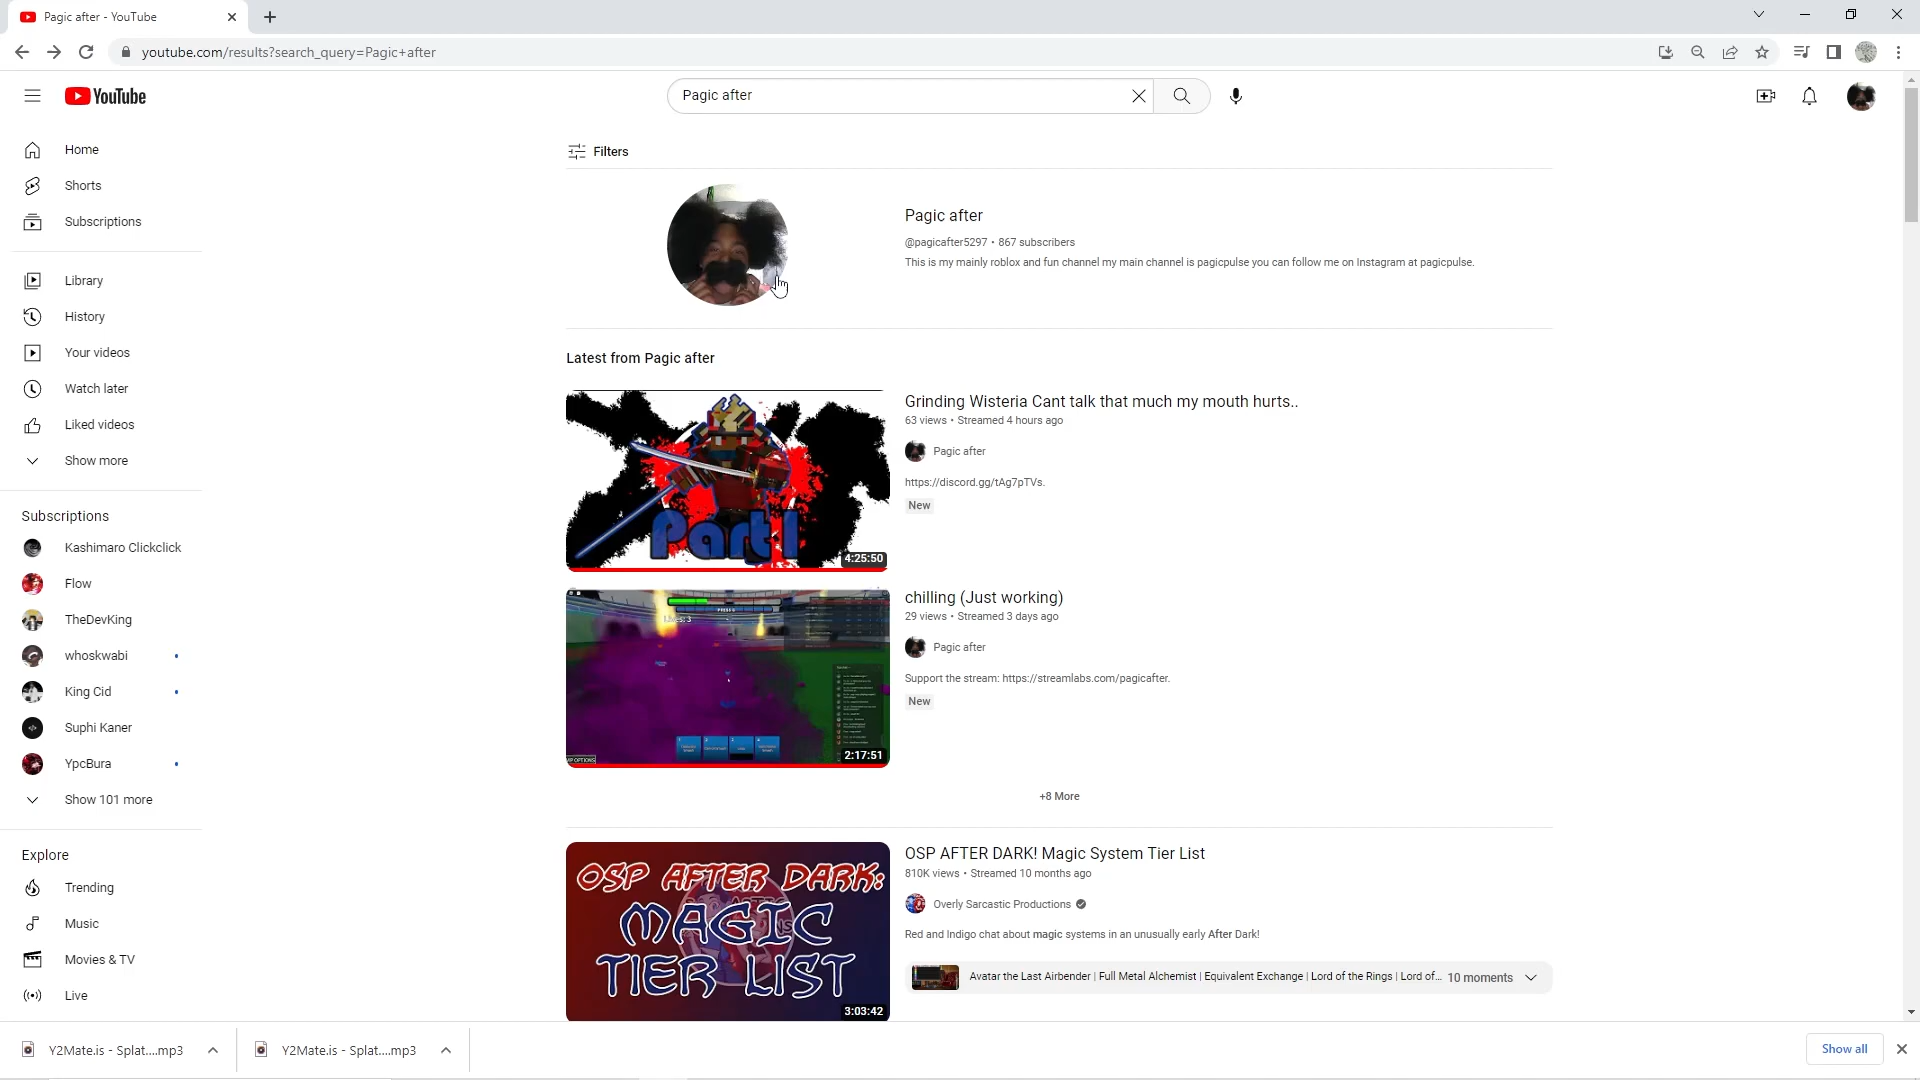 Pagic after - YouTube
youtube.com/results?search_query=Pagic+after
YouTube
Pagic after
Home
Shorts
Subscriptions
Library
History
Your videos
Watch later
Liked videos
Show more
Subscriptions
Kashimaro Clickclick
Flow
TheDevKing
whoskwabi
King Cid
Suphi Kaner
YpcBura
Show 101 more
Explore
Trending
Music
Movies & TV
Live
Filters
Pagic after
@pagicafter5297 • 867 subscribers
This is my mainly roblox and fun channel my main channel is pagicpulse you can follow me on Instagram at pagicpulse.
Latest from Pagic after
Part 1
4:25:50
Grinding Wisteria Cant talk that much my mouth hurts..
63 views • Streamed 4 hours ago
Pagic after
https://discord.gg/tAg7pTVs.
New
2:17:51
chilling (Just working)
29 views • Streamed 3 days ago
Pagic after
Support the stream: https://streamlabs.com/pagicafter.
New
+8 More
OSP AFTER DARK:
MAGIC
TIER LIST
3:03:42
OSP AFTER DARK! Magic System Tier List
810K views • Streamed 10 months ago
Overly Sarcastic Productions
Red and Indigo chat about magic systems in an unusually early After Dark!
Avatar the Last Airbender | Full Metal Alchemist | Equivalent Exchange | Lord of the Rings | Lord of... 10 moments
Y2Mate.is - Splat....mp3
Y2Mate.is - Splat....mp3
Show all